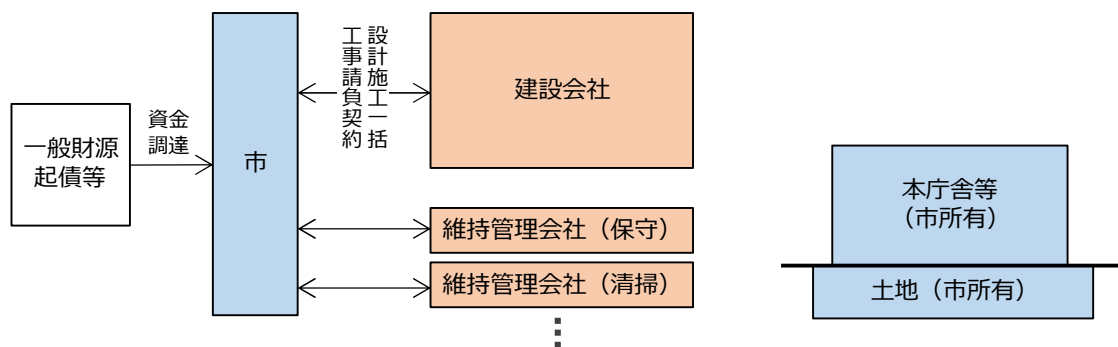 一般財源
起債等
資金
調達
市
設計施工一括
工事請負契約
建設会社
維持管理会社（保守）
維持管理会社（清掃）
本庁舎等
（市所有）
土地（市所有）